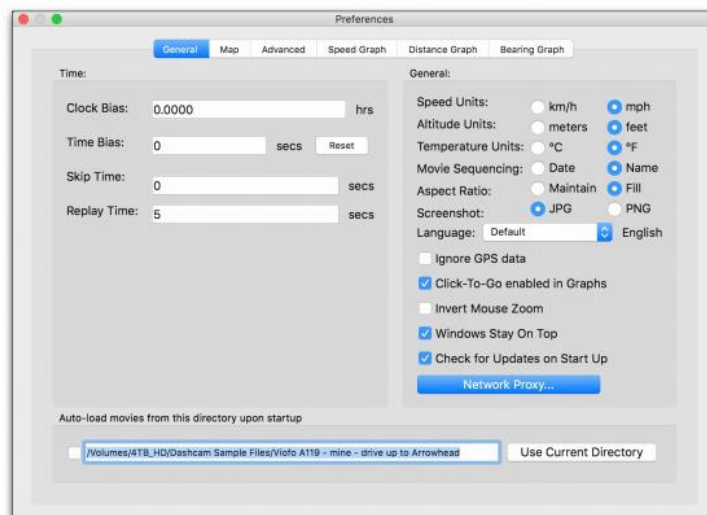 Preferences
General Map Advanced Speed Graph Distance Graph Bearing Graph
Time:
Clock Bias: 0.0000 hrs
Time Bias: 0 secs Reset
Skip Time: 0 secs
Replay Time: 5 secs
General:
Speed Units: km/h mph
Altitude Units: meters feet
Temperature Units: °C °F
Movie Sequencing: Date Name
Aspect Ratio: Maintain Fill
Screenshot: JPG PNG
Language: Default English
Ignore GPS data
Click-To-Go enabled in Graphs
Invert Mouse Zoom
Windows Stay On Top
Check for Updates on Start Up
Network Proxy...
Auto-load movies from this directory upon startup
/Volumes/4TB_HD/Dashcam Sample Files/Viofo A119 - mine - drive up to Arrowhead Use Current Directory